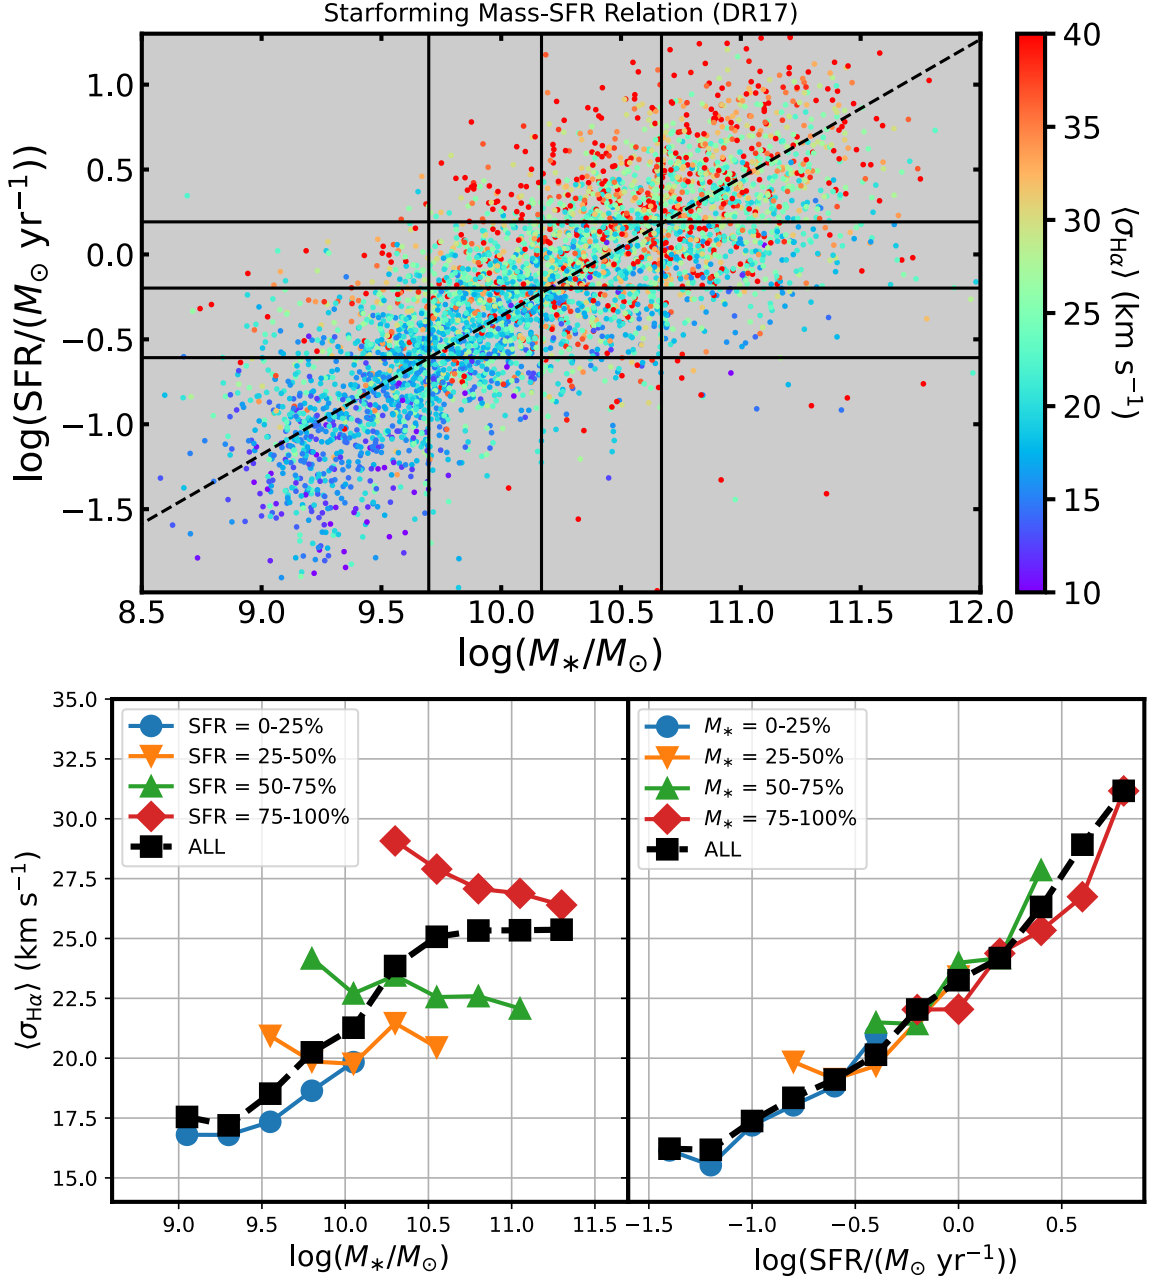 Starforming Mass-SFR Relation (DR17)
1.0
0.5
0.0
−0.5
−1.0
−1.5
log(SFR/(M⊙ yr⁻¹))
8.5 9.0 9.5 10.0 10.5 11.0 11.5 12.0
log(M∗/M⊙)
40
35
30
25
20
15
10
⟨σHα⟩ (km s⁻¹)
35.0
32.5
30.0
27.5
25.0
22.5
20.0
17.5
15.0
⟨σHα⟩ (km s⁻¹)
SFR = 0-25%
SFR = 25-50%
SFR = 50-75%
SFR = 75-100%
ALL
9.0 9.5 10.0 10.5 11.0 11.5
log(M∗/M⊙)
M∗ = 0-25%
M∗ = 25-50%
M∗ = 50-75%
M∗ = 75-100%
ALL
−1.5 −1.0 −0.5 0.0 0.5
log(SFR/(M⊙ yr⁻¹))